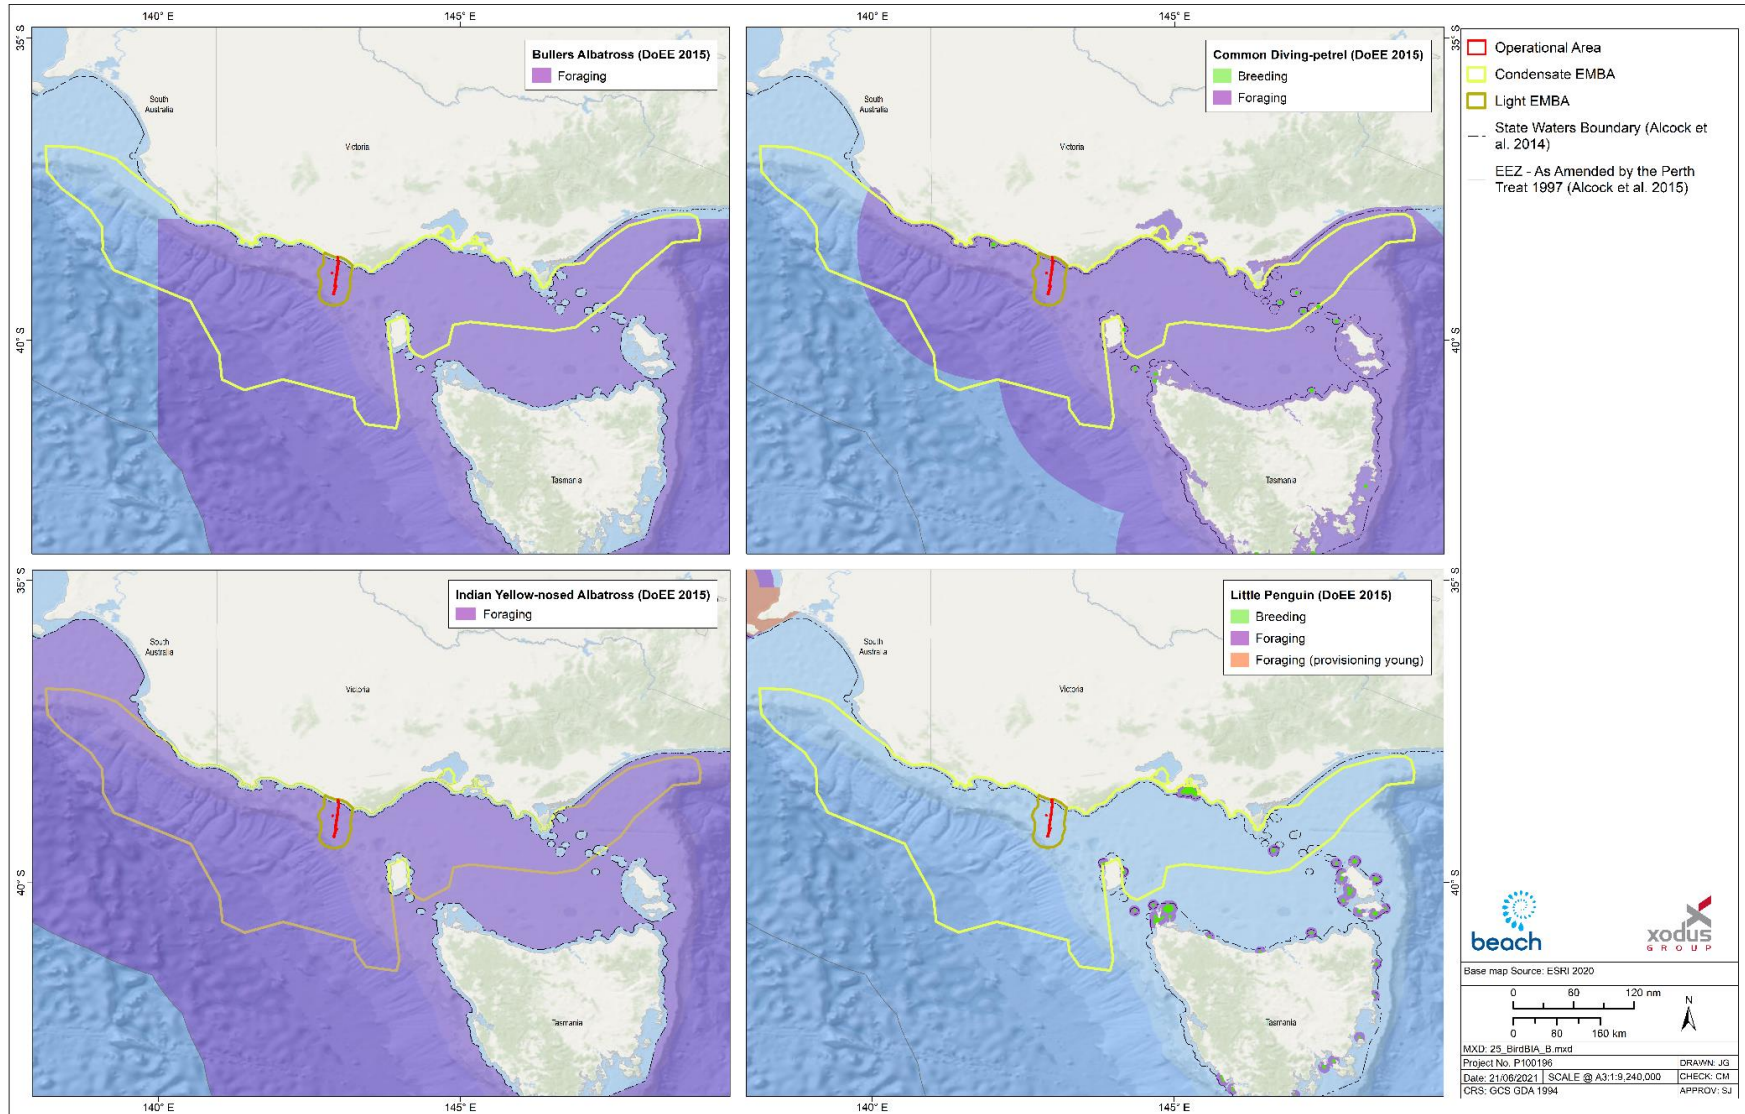 140° E
145° E
140° E
145° E
35° S
35° S
Bullers Albatross (DoEE 2015)
Foraging
South
Australia
Victoria
Tasmania
40° S
Common Diving-petrel (DoEE 2015)
Breeding
Foraging
South
Australia
Victoria
Tasmania
40° S
Operational Area
Condensate EMBA
Light EMBA
State Waters Boundary (Alcock et
al. 2014)
EEZ - As Amended by the Perth
Treat 1997 (Alcock et al. 2015)
35° S
35° S
Indian Yellow-nosed Albatross (DoEE 2015)
Foraging
South
Australia
Victoria
Tasmania
40° S
Little Penguin (DoEE 2015)
Breeding
Foraging
Foraging (provisioning young)
South
Australia
Victoria
Tasmania
40° S
140° E
145° E
140° E
145° E
beach
xodus
GROUP
Base map Source: ESRI 2020
0 60 120 nm
N
0 80 160 km
MXD: 25_BirdBIA_B.mxd
Project No. P100196
DRAWN: JG
Date: 21/06/2021
SCALE @ A3:1:9,240,000
CHECK: CM
CRS: GCS GDA 1994
APPROV: SJ